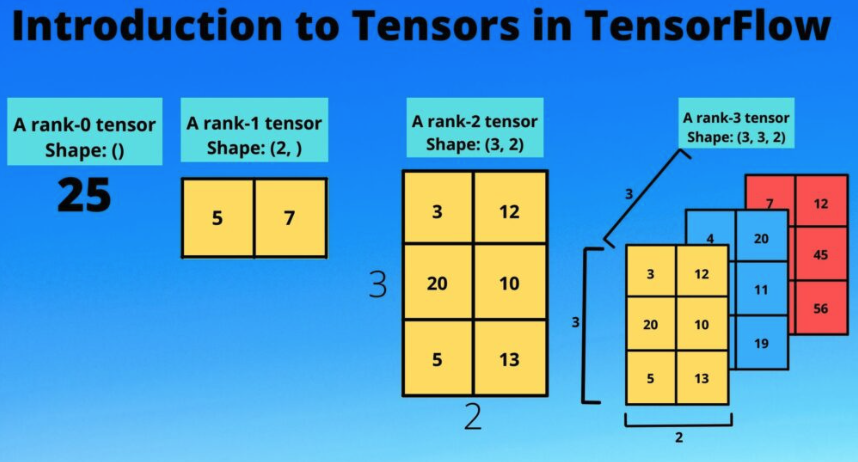 Introduction to Tensors in TensorFlow
A rank-0 tensor
Shape: ()
25
A rank-1 tensor
Shape: (2, )
5 7
A rank-2 tensor
Shape: (3, 2)
3 12
3 20 10
5 13
2
A rank-3 tensor
Shape: (3, 3, 2)
3
7 12
45
56
4 20
11
19
3
3 12
20 10
5 13
2